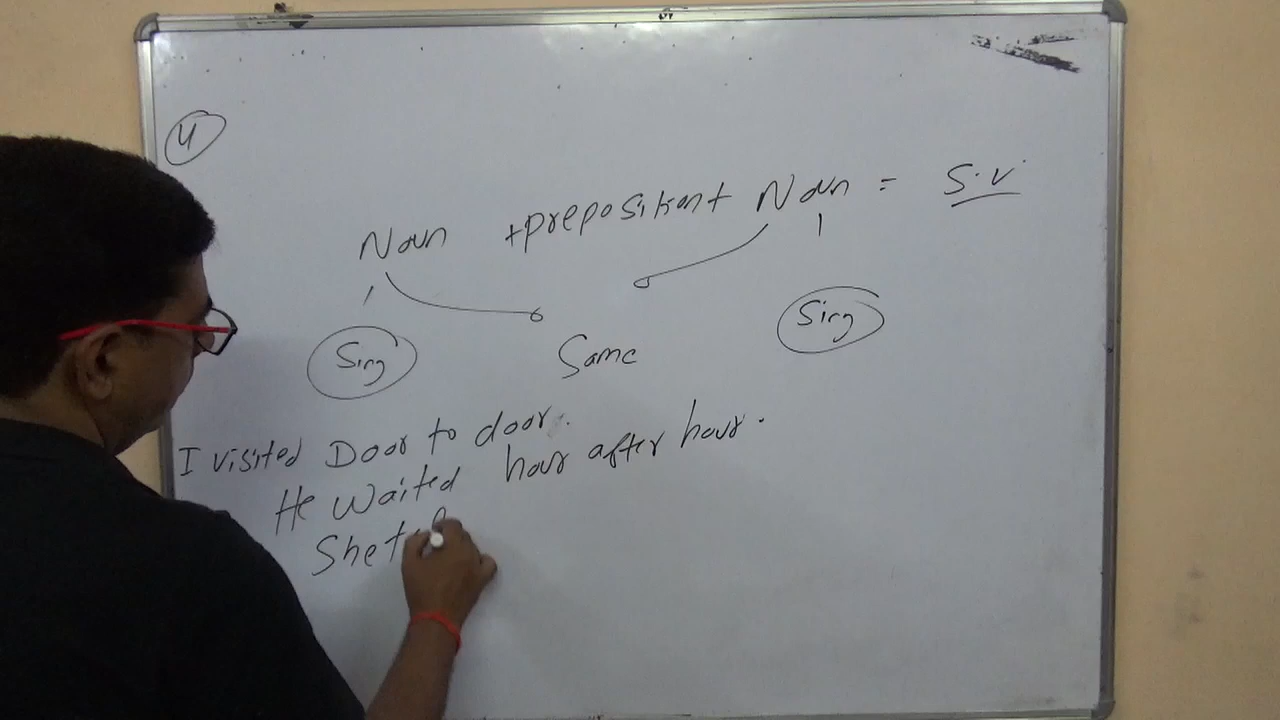 4
Noun + preposition + Noun = S.V.
Sing Same Sing
I visited Door to door.
He waited hour after hour.
She